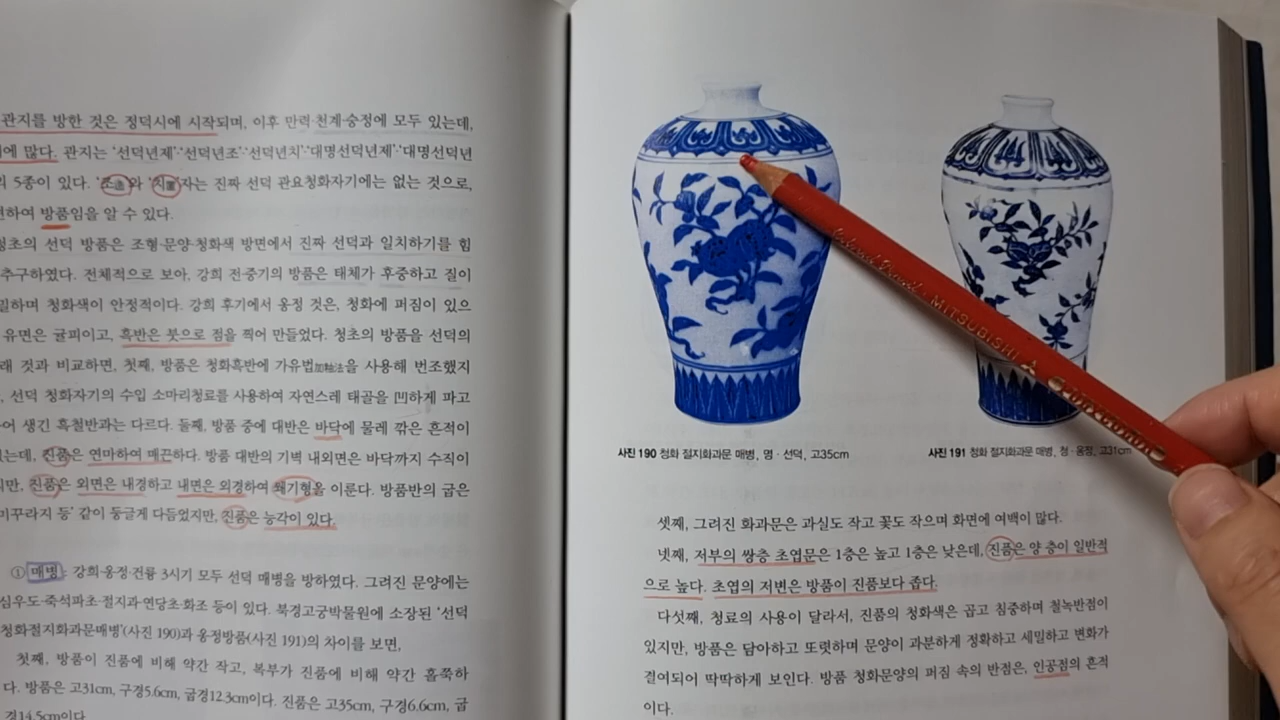 관지를 방한 것은 정덕시에 시작되며, 이후 만력·천계·숭정에 모두 있는데,
에 많다. 관지는 '선덕년제'·'선덕년조'·'선덕년치'·'대명선덕년제'·'대명선덕년
5종이 있다. '조造'와 '치置'자는 진짜 선덕 관요청화자기에는 없는 것으로,
하여 방품임을 알 수 있다.
청초의 선덕 방품은 조형·문양·청화색 방면에서 진짜 선덕과 일치하기를 힘
추구하였다. 전체적으로 보아, 강희 전·중기의 방품은 태체가 후중하고 질이
밀하며 청화색이 안정적이다. 강희 후기에서 옹정 것은, 청화에 퍼짐이 있으
유면은 귤피이고, 흑반은 붓으로 점을 찍어 만들었다. 청초의 방품을 선덕의
래 것과 비교하면, 첫째, 방품은 청화흑반에 가유법加釉法을 사용해 번조했지
선덕 청화자기의 수입 소마리청료를 사용하여 자연스레 태골을 凹하게 파고
어 생긴 흑철반과는 다르다. 둘째, 방품 중에 대반은 바닥에 물레 깎은 흔적이
는데, 진품은 연마하여 매끈하다. 방품 대반의 기벽 내외면은 바닥까지 수직이
지만, 진품은 외면은 내경하고 내면은 외경하여 쐐기형을 이룬다. 방품반의 굽은
미꾸라지 등' 같이 둥글게 다듬었지만, 진품은 능각이 있다.
① 매병: 강희·옹정·건륭 3시기 모두 선덕 매병을 방하였다. 그려진 문양에는
심우도·죽석파초·절지과·연당초·화조 등이 있다. 북경고궁박물원에 소장된 '선덕
청화절지화과문매병'(사진 190)과 옹정방품(사진 191)의 차이를 보면,
첫째, 방품이 진품에 비해 약간 작고, 복부가 진품에 비해 약간 홀쭉하
다. 방품은 고31cm, 구경5.6cm, 굽경12.3cm이다. 진품은 고35cm, 구경6.6cm, 굽
경14.5cm이다.
MITSUBISHI
사진 190 청화 절지화과문 매병, 명·선덕, 고35cm
사진 191 청화 절지화과문 매병, 청·옹정, 고31cm
셋째, 그려진 화과문은 과실도 작고 꽃도 작으며 화면에 여백이 많다.
넷째, 저부의 쌍층 초엽문은 1층은 높고 1층은 낮은데, 진품은 양 층이 일반적
으로 높다. 초엽의 저변은 방품이 진품보다 좁다.
다섯째, 청료의 사용이 달라서, 진품의 청화색은 곱고 침중하며 철녹반점이
있지만, 방품은 담아하고 또렷하며 문양이 과분하게 정확하고 세밀하고 변화가
결여되어 딱딱하게 보인다. 방품 청화문양의 퍼짐 속의 반점은, 인공점의 흔적
이다.